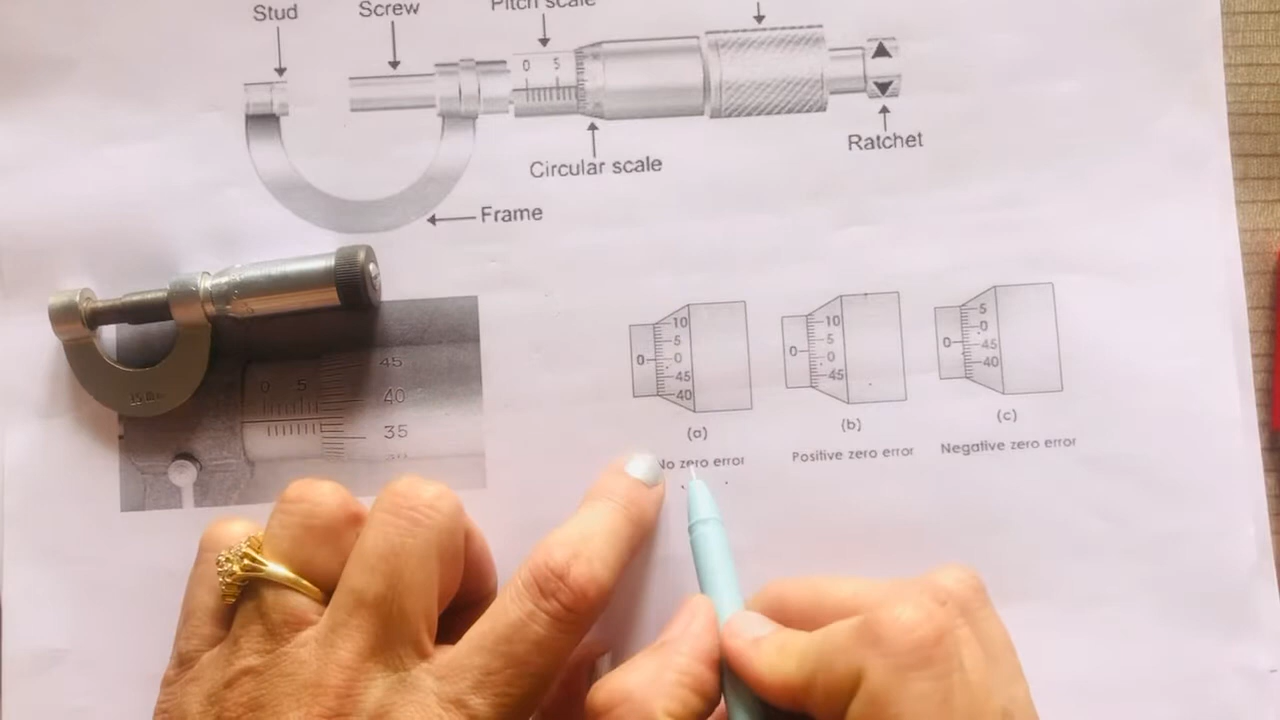 Stud
Screw
Pitch scale
0 5
Ratchet
Circular scale
Frame
45
0 5
40
35
10
5
0 0
45
40
10
5
0 0
45
5
0
0 45
40
(a)
(b)
(c)
No zero error
Positive zero error
Negative zero error